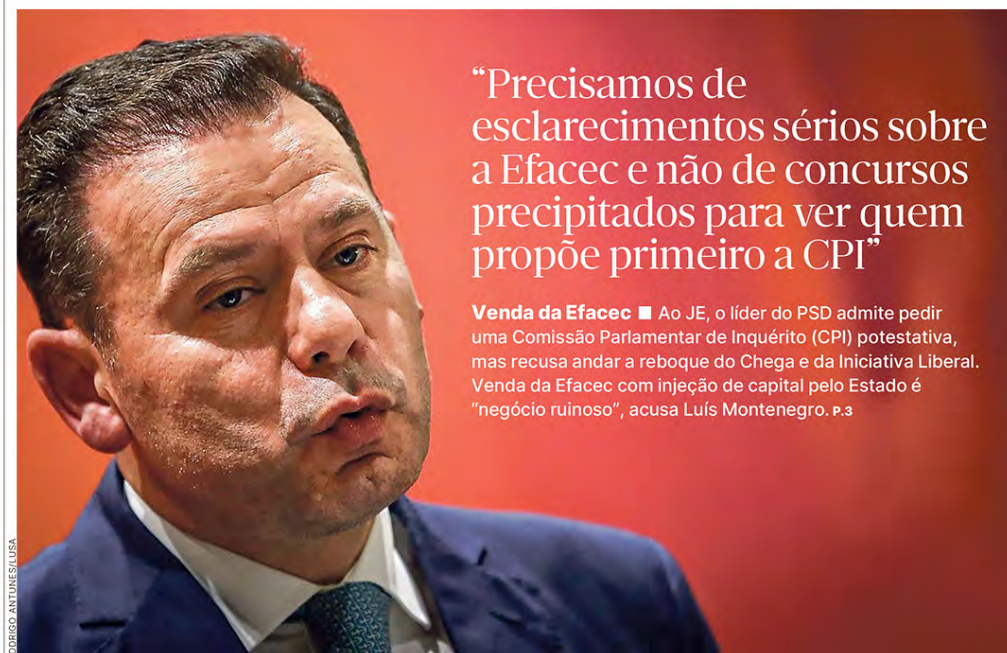 “Precisamos de
esclarecimentos sérios sobre
a Efacec e não de concursos
precipitados para ver quem
propõe primeiro a CPI”
Venda da Efacec ■ Ao JE, o líder do PSD admite pedir
uma Comissão Parlamentar de Inquérito (CPI) potestativa,
mas recusa andar a reboque do Chega e da Iniciativa Liberal.
Venda da Efacec com injeção de capital pelo Estado é
“negócio ruinoso”, acusa Luís Montenegro. P.3
ODRIGO ANTUNES/LUSA